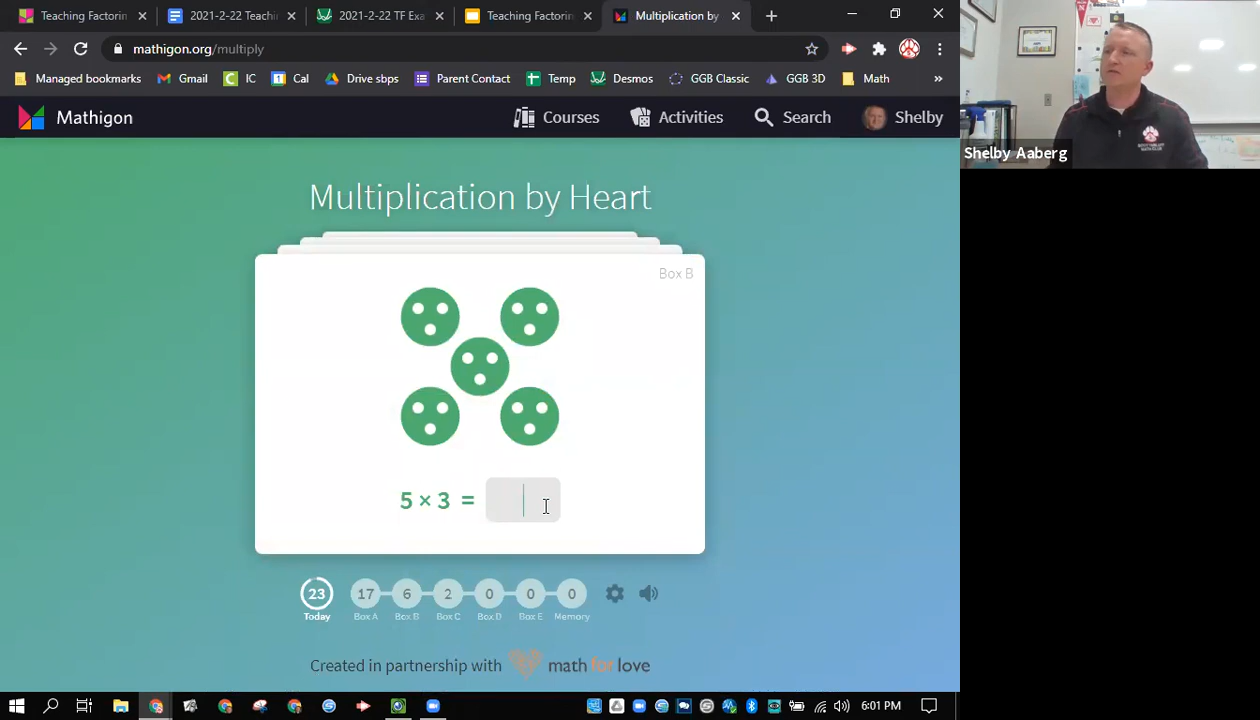 Teaching Factorin
2021-2-22 Teachi
2021-2-22 TF Exa
Teaching Factorin
Multiplication by
mathigon.org/multiply
Managed bookmarks
Gmail
IC
Cal
Drive sbps
Parent Contact
Temp
Desmos
GGB Classic
GGB 3D
Math
»
Mathigon
Courses
Activities
Search
Shelby
Shelby Aaberg
Multiplication by Heart
Box B
5 × 3 =
23 17 6 2 0 0 0
Today Box A Box B Box C Box D Box E Memory
Created in partnership with math for love
6:01 PM